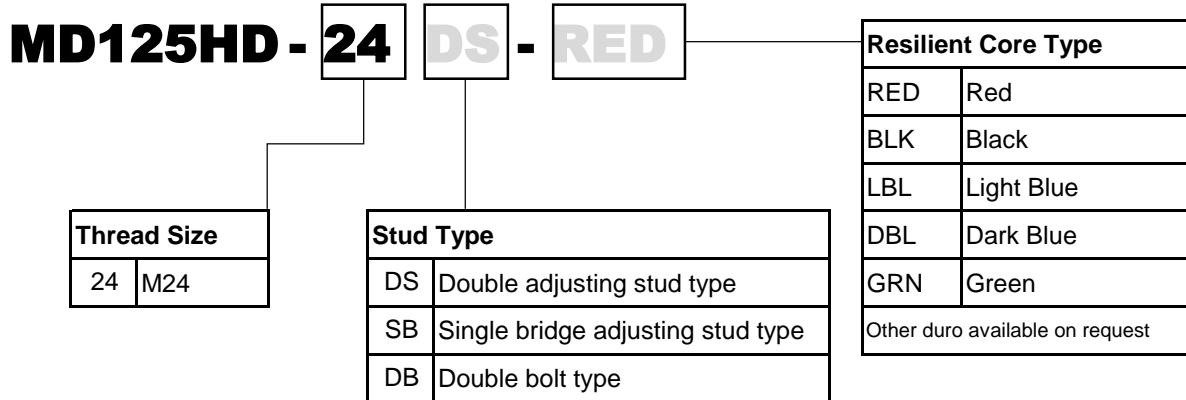 MD125HD - 24 DS - RED
Resilient Core Type
RED Red
BLK Black
LBL Light Blue
DBL Dark Blue
GRN Green
Other duro available on request
Thread Size
24 M24
Stud Type
DS Double adjusting stud type
SB Single bridge adjusting stud type
DB Double bolt type